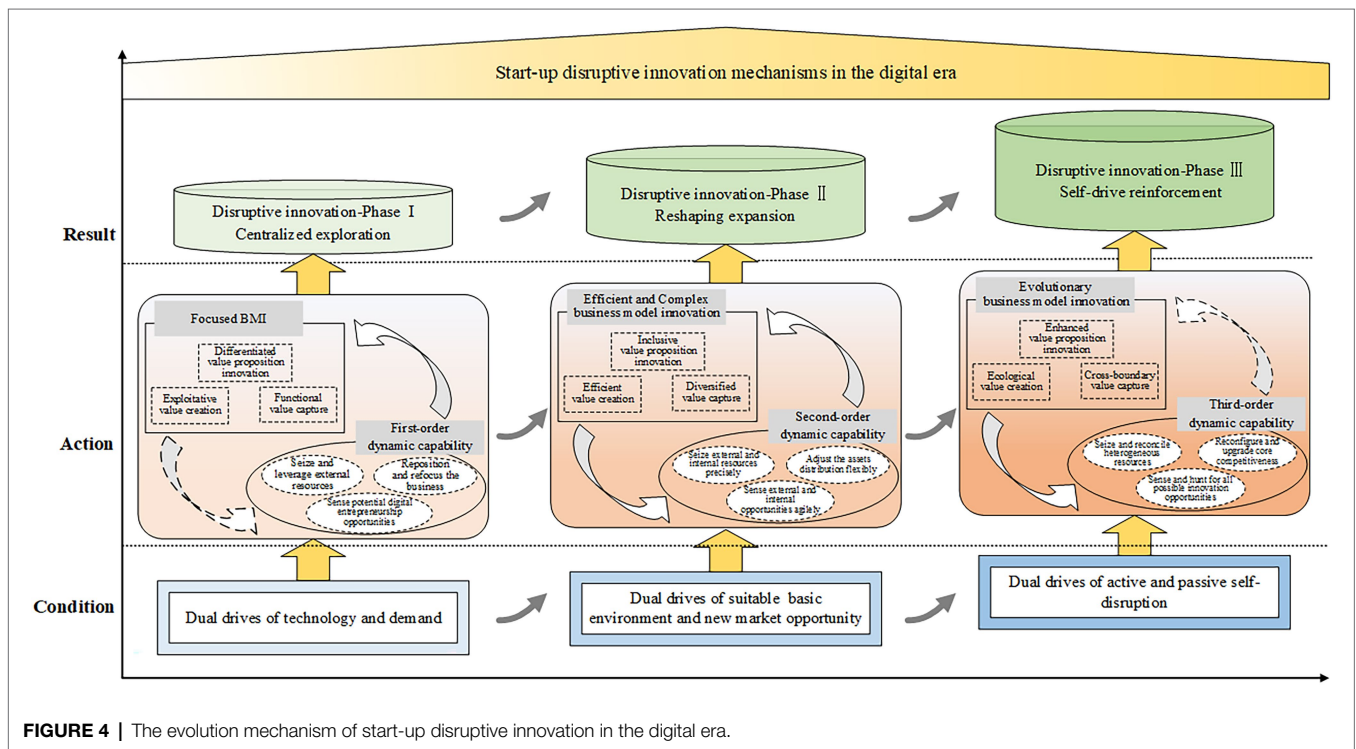 Start-up disruptive innovation mechanisms in the digital era
Result
Disruptive innovation-Phase Ⅰ
Centralized exploration
Disruptive innovation-Phase Ⅱ
Reshaping expansion
Disruptive innovation-Phase Ⅲ
Self-drive reinforcement
Action
Focused BMI
Differentiated
value proposition
innovation
Exploitative
value creation
Functional
value capture
First-order
dynamic capability
Seize and
leverage external
resources
Reposition
and refocus the
business
Sense potential digital
entrepreneurship
opportunities
Efficient and Complex
business model innovation
Inclusive
value proposition
innovation
Efficient
value creation
Diversified
value capture
Second-order
dynamic capability
Seize external and
internal resources
precisely
Adjust the assets
distribution flexibly
Sense external and
internal
opportunities agilely
Evolutionary
business model innovation
Enhanced
value proposition
innovation
Ecological
value creation
Cross-boundary
value capture
Third-order
dynamic capability
Seize and reconcile
heterogeneous
resources
Reconfigure and
upgrade core
competitiveness
Sense and hunt for all
possible innovation
opportunities
Condition
Dual drives of technology and demand
Dual drives of suitable basic
environment and new market opportunity
Dual drives of active and passive self-
disruption
FIGURE 4 | The evolution mechanism of start-up disruptive innovation in the digital era.